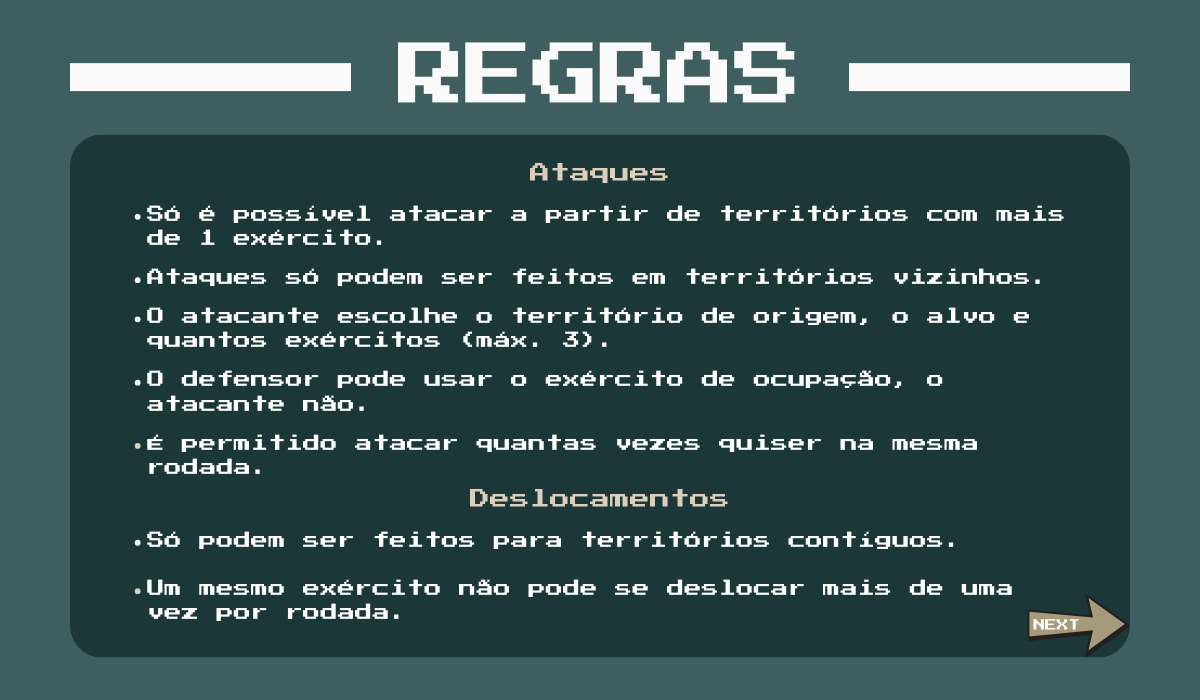 REGRAS
Ataques
.Só é possível atacar a partir de territórios com mais
de 1 exército.
.Ataques só podem ser feitos em territórios vizinhos.
.O atacante escolhe o território de origem, o alvo e
quantos exércitos (máx. 3).
.O defensor pode usar o exército de ocupação, o
atacante não.
.É permitido atacar quantas vezes quiser na mesma
rodada.
Deslocamentos
.Só podem ser feitos para territórios contíguos.
.Um mesmo exército não pode se deslocar mais de uma
vez por rodada.
NEXT